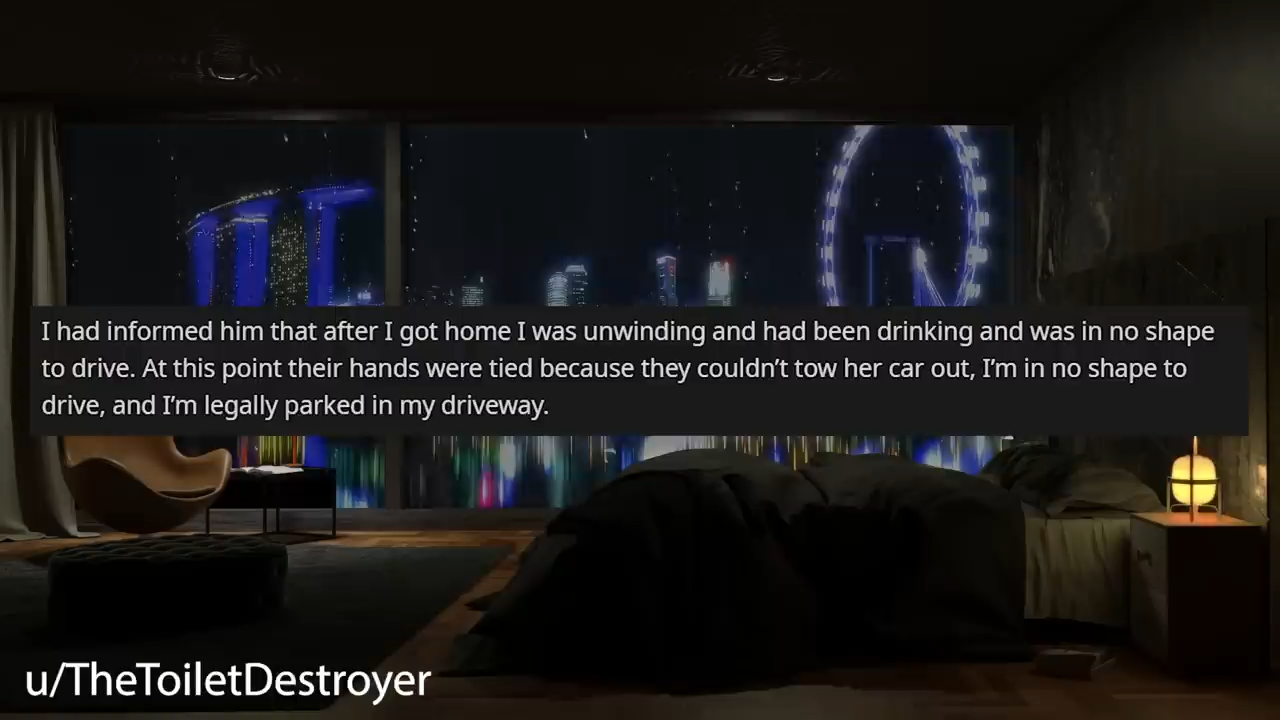 I had informed him that after I got home I was unwinding and had been drinking and was in no shape
to drive. At this point their hands were tied because they couldn’t tow her car out, I’m in no shape to
drive, and I’m legally parked in my driveway.
u/TheToiletDestroyer